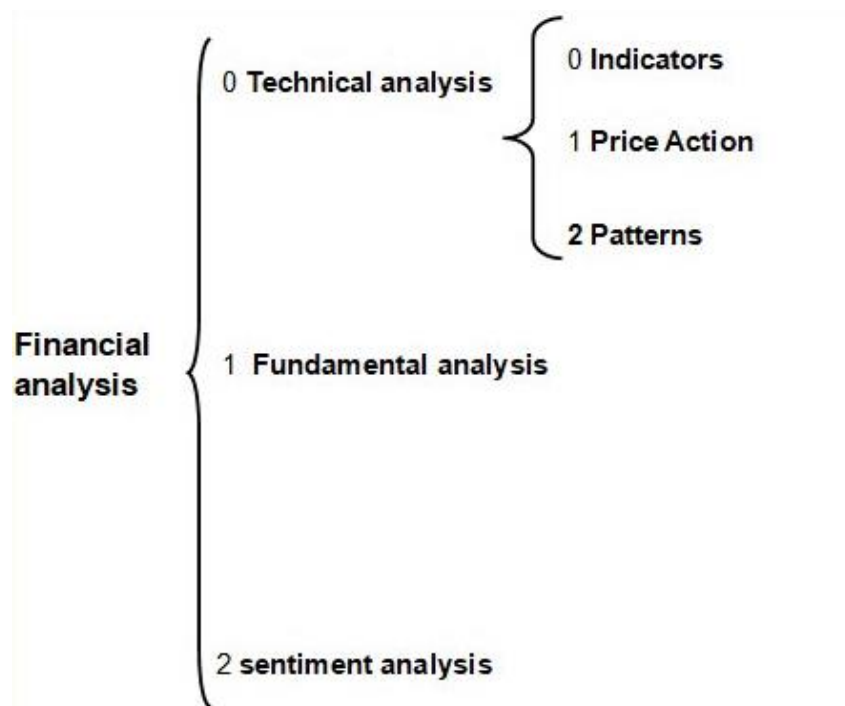 Financial
analysis
0 Technical analysis
0 Indicators
1 Price Action
2 Patterns
1 Fundamental analysis
2 sentiment analysis